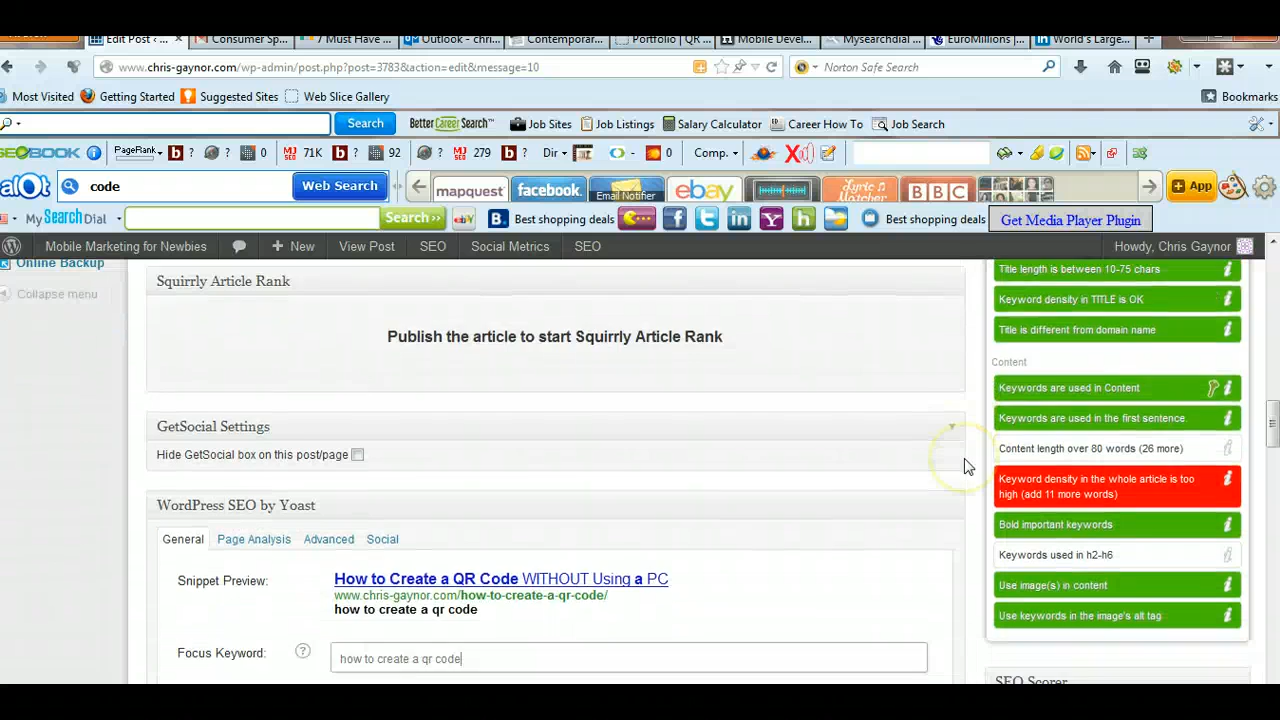 Edit Post ‹ ...
Consumer Sp...
7 Must Have ...
Outlook - chri...
Contemporar...
Portfolio | QR ...
Mobile Devel...
Mysearchdial ...
EuroMillions |...
World's Large...
www.chris-gaynor.com/wp-admin/post.php?post=3783&action=edit&message=10
Norton Safe Search
Most Visited
Getting Started
Suggested Sites
Web Slice Gallery
Bookmarks
Search
BetterCareerSearch
Job Sites
Job Listings
Salary Calculator
Career How To
Job Search
SEOBOOK
PageRank
0
71K
92
279
Dir
0
Comp.
alOt
code
Web Search
mapquest
facebook.
Email Notifier
ebay
Lyric Matcher
BBC
App
My Search Dial
Search››
Best shopping deals
Best shopping deals
Get Media Player Plugin
Mobile Marketing for Newbies
New
View Post
SEO
Social Metrics
SEO
Howdy, Chris Gaynor
Online Backup
Collapse menu
Squirrly Article Rank
Publish the article to start Squirrly Article Rank
GetSocial Settings
Hide GetSocial box on this post/page
WordPress SEO by Yoast
General
Page Analysis
Advanced
Social
Snippet Preview:
How to Create a QR Code WITHOUT Using a PC
www.chris-gaynor.com/how-to-create-a-qr-code/
how to create a qr code
Focus Keyword:
?
how to create a qr code
Title length is between 10-75 chars
Keyword density in TITLE is OK
Title is different from domain name
Content
Keywords are used in Content
Keywords are used in the first sentence.
Content length over 80 words (26 more)
Keyword density in the whole article is too
high (add 11 more words)
Bold important keywords
Keywords used in h2-h6
Use image(s) in content
Use keywords in the image's alt tag
SEO Scorer